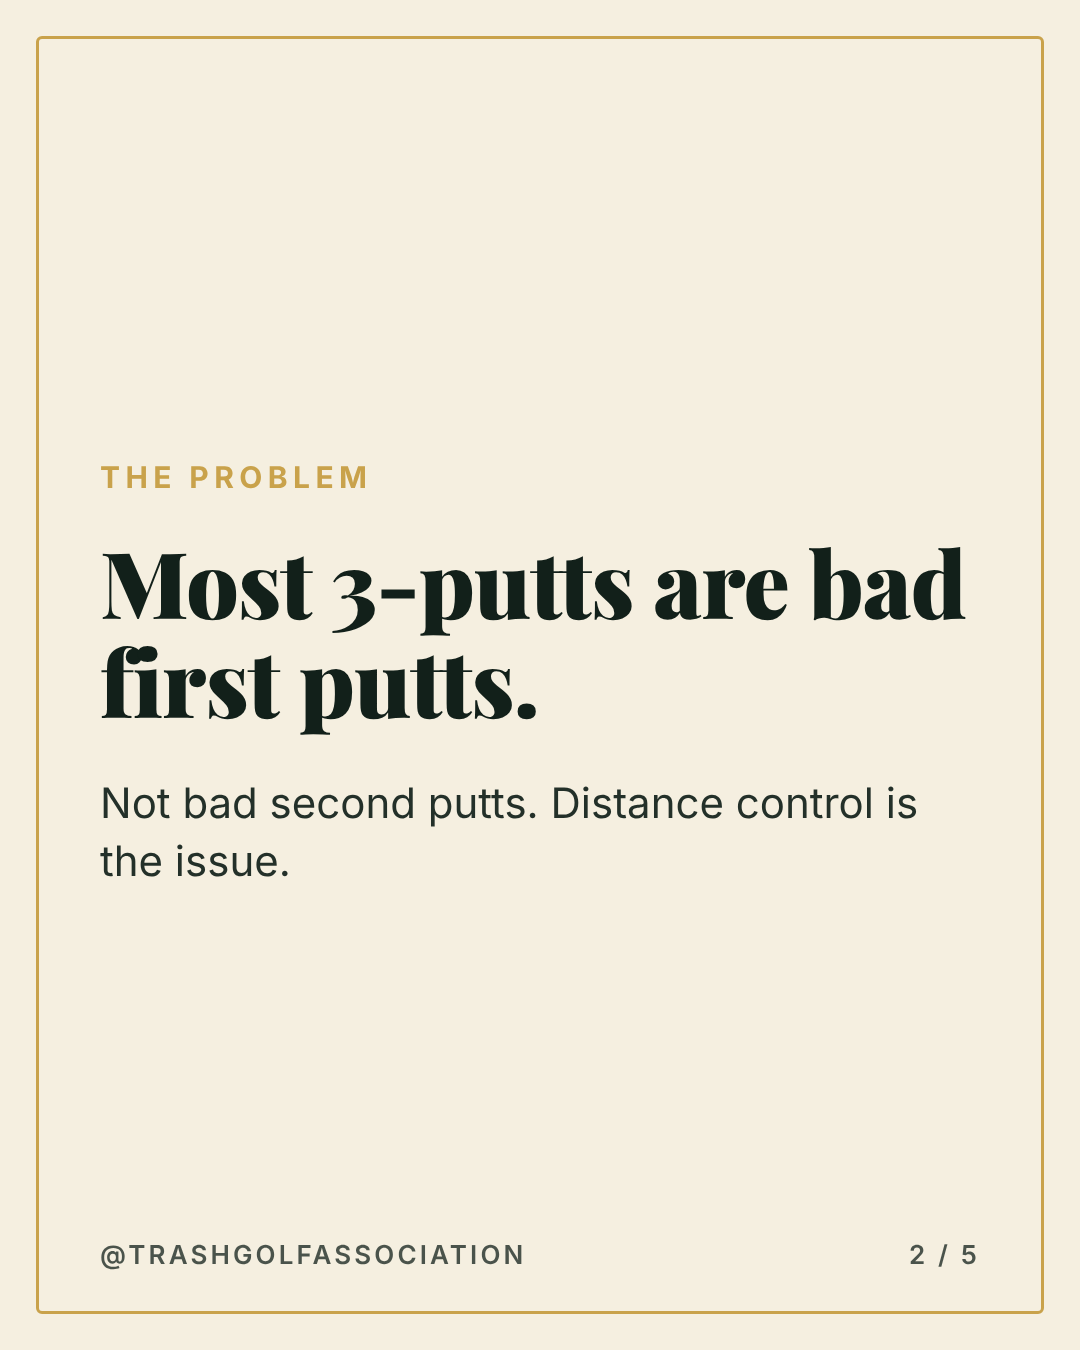 THE PROBLEM
Most 3-putts are bad
first putts.
Not bad second putts. Distance control is
the issue.
@TRASHGOLFASSOCIATION
2 / 5